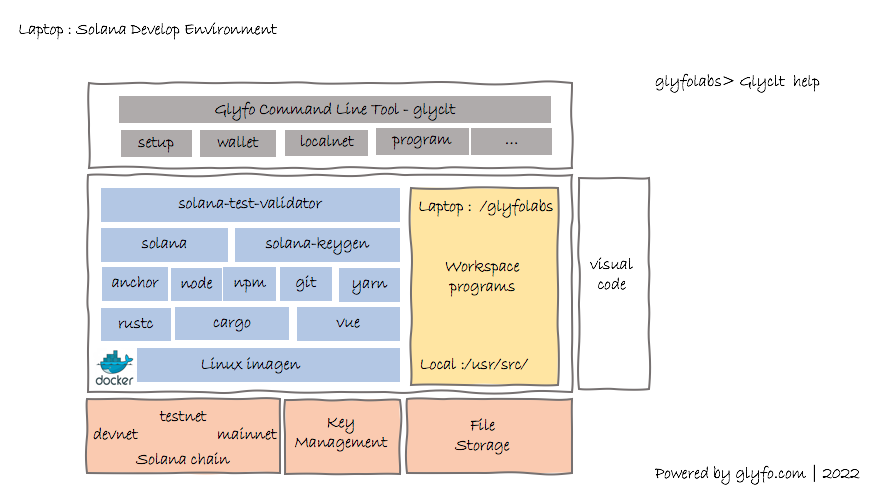 Laptop : Solana Develop Environment
glyfolabs> Glyclt help
Glyfo Command Line Tool - glyclt
setup wallet localnet program ...
solana-test-validator
solana solana-keygen
anchor node npm git yarn
rustc cargo vue
docker
Linux imagen
Laptop : /glyfolabs
Workspace
programs
Local :/usr/src/
visual
code
testnet
devnet mainnet
Solana chain
Key
Management
File
Storage
Powered by glyfo.com | 2022